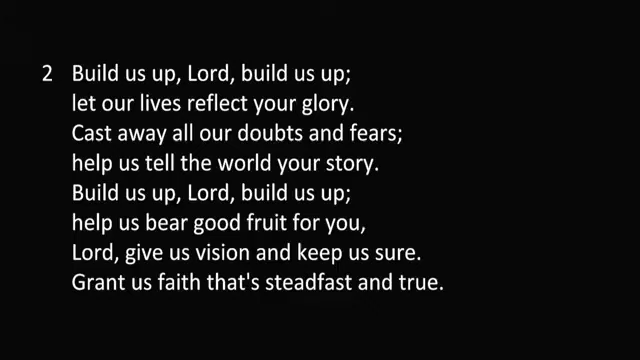 2 Build us up, Lord, build us up;
let our lives reflect your glory.
Cast away all our doubts and fears;
help us tell the world your story.
Build us up, Lord, build us up;
help us bear good fruit for you,
Lord, give us vision and keep us sure.
Grant us faith that's steadfast and true.